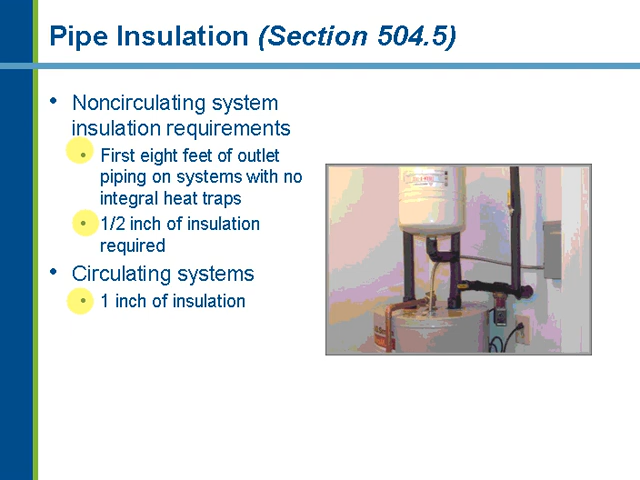 Pipe Insulation (Section 504.5)
• Noncirculating system
insulation requirements
• First eight feet of outlet
piping on systems with no
integral heat traps
• 1/2 inch of insulation
required
• Circulating systems
• 1 inch of insulation